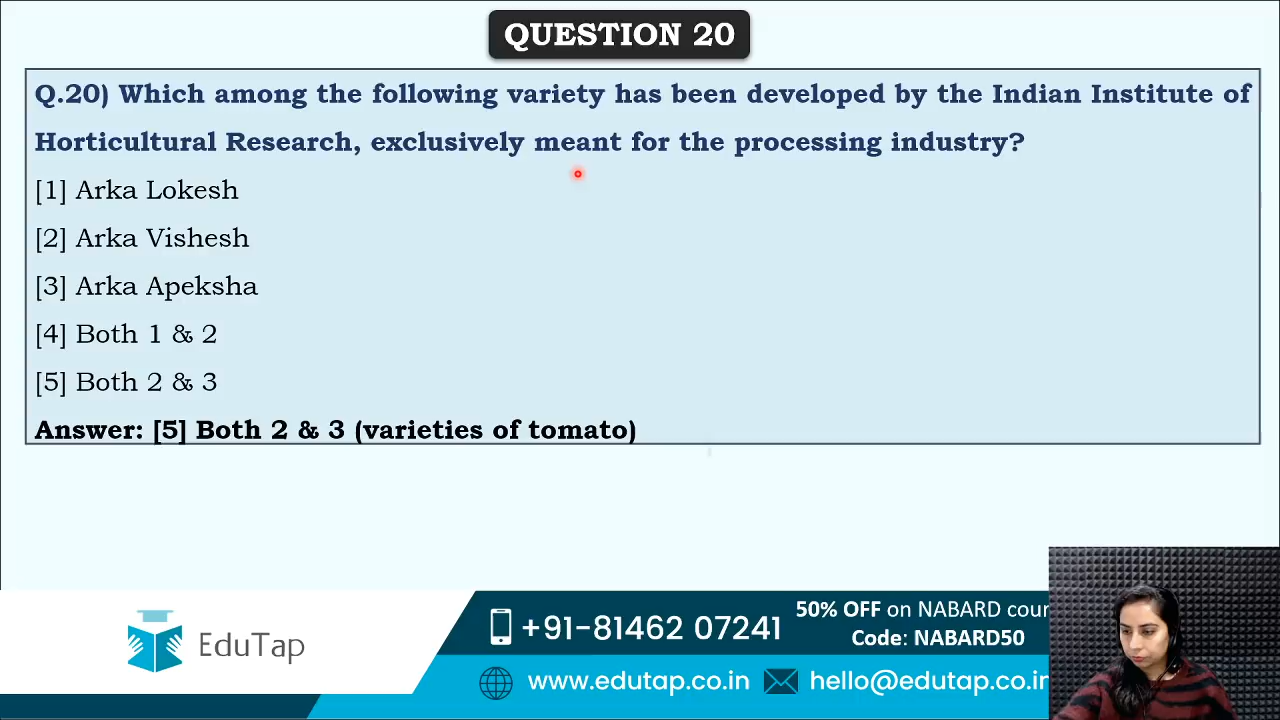 QUESTION 20
Q.20) Which among the following variety has been developed by the Indian Institute of
Horticultural Research, exclusively meant for the processing industry?
[1] Arka Lokesh
[2] Arka Vishesh
[3] Arka Apeksha
[4] Both 1 & 2
[5] Both 2 & 3
Answer: [5] Both 2 & 3 (varieties of tomato)
EduTap
+91-81462 07241
50% OFF on NABARD cour
Code: NABARD50
www.edutap.co.in
hello@edutap.co.in